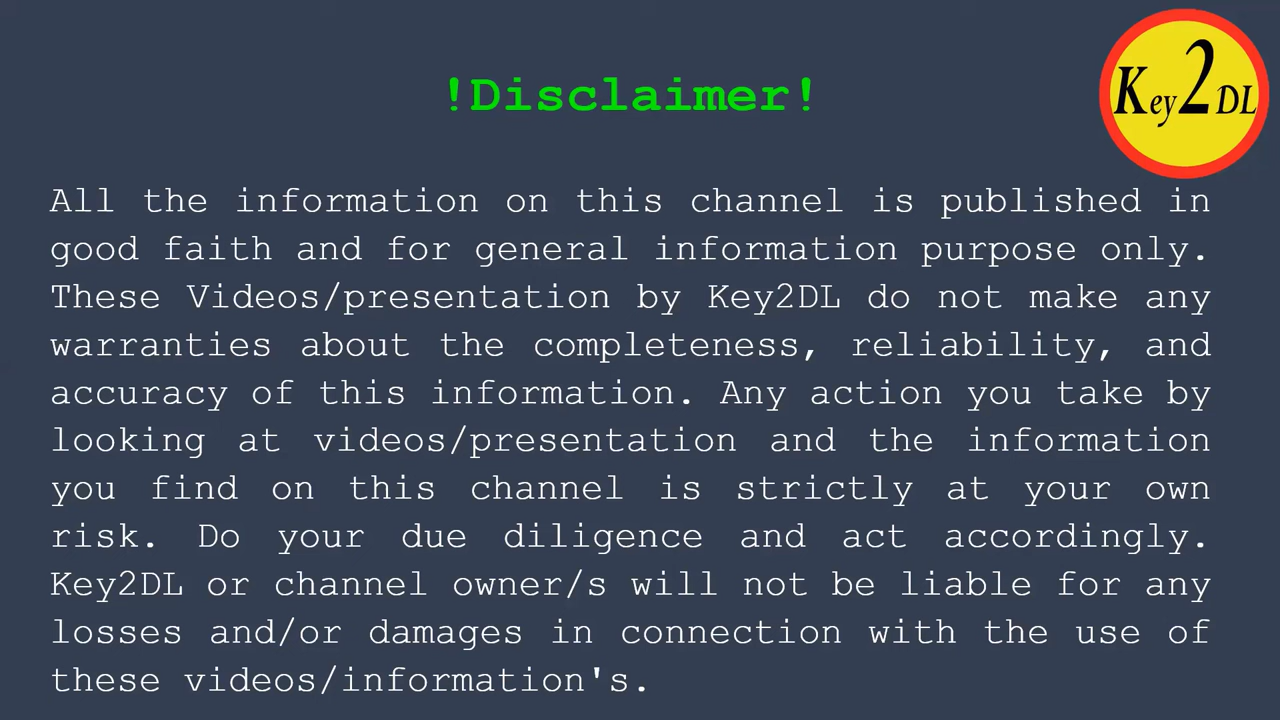 !Disclaimer!
Key2DL
All the information on this channel is published in
good faith and for general information purpose only.
These Videos/presentation by Key2DL do not make any
warranties about the completeness, reliability, and
accuracy of this information. Any action you take by
looking at videos/presentation and the information
you find on this channel is strictly at your own
risk. Do your due diligence and act accordingly.
Key2DL or channel owner/s will not be liable for any
losses and/or damages in connection with the use of
these videos/information's.